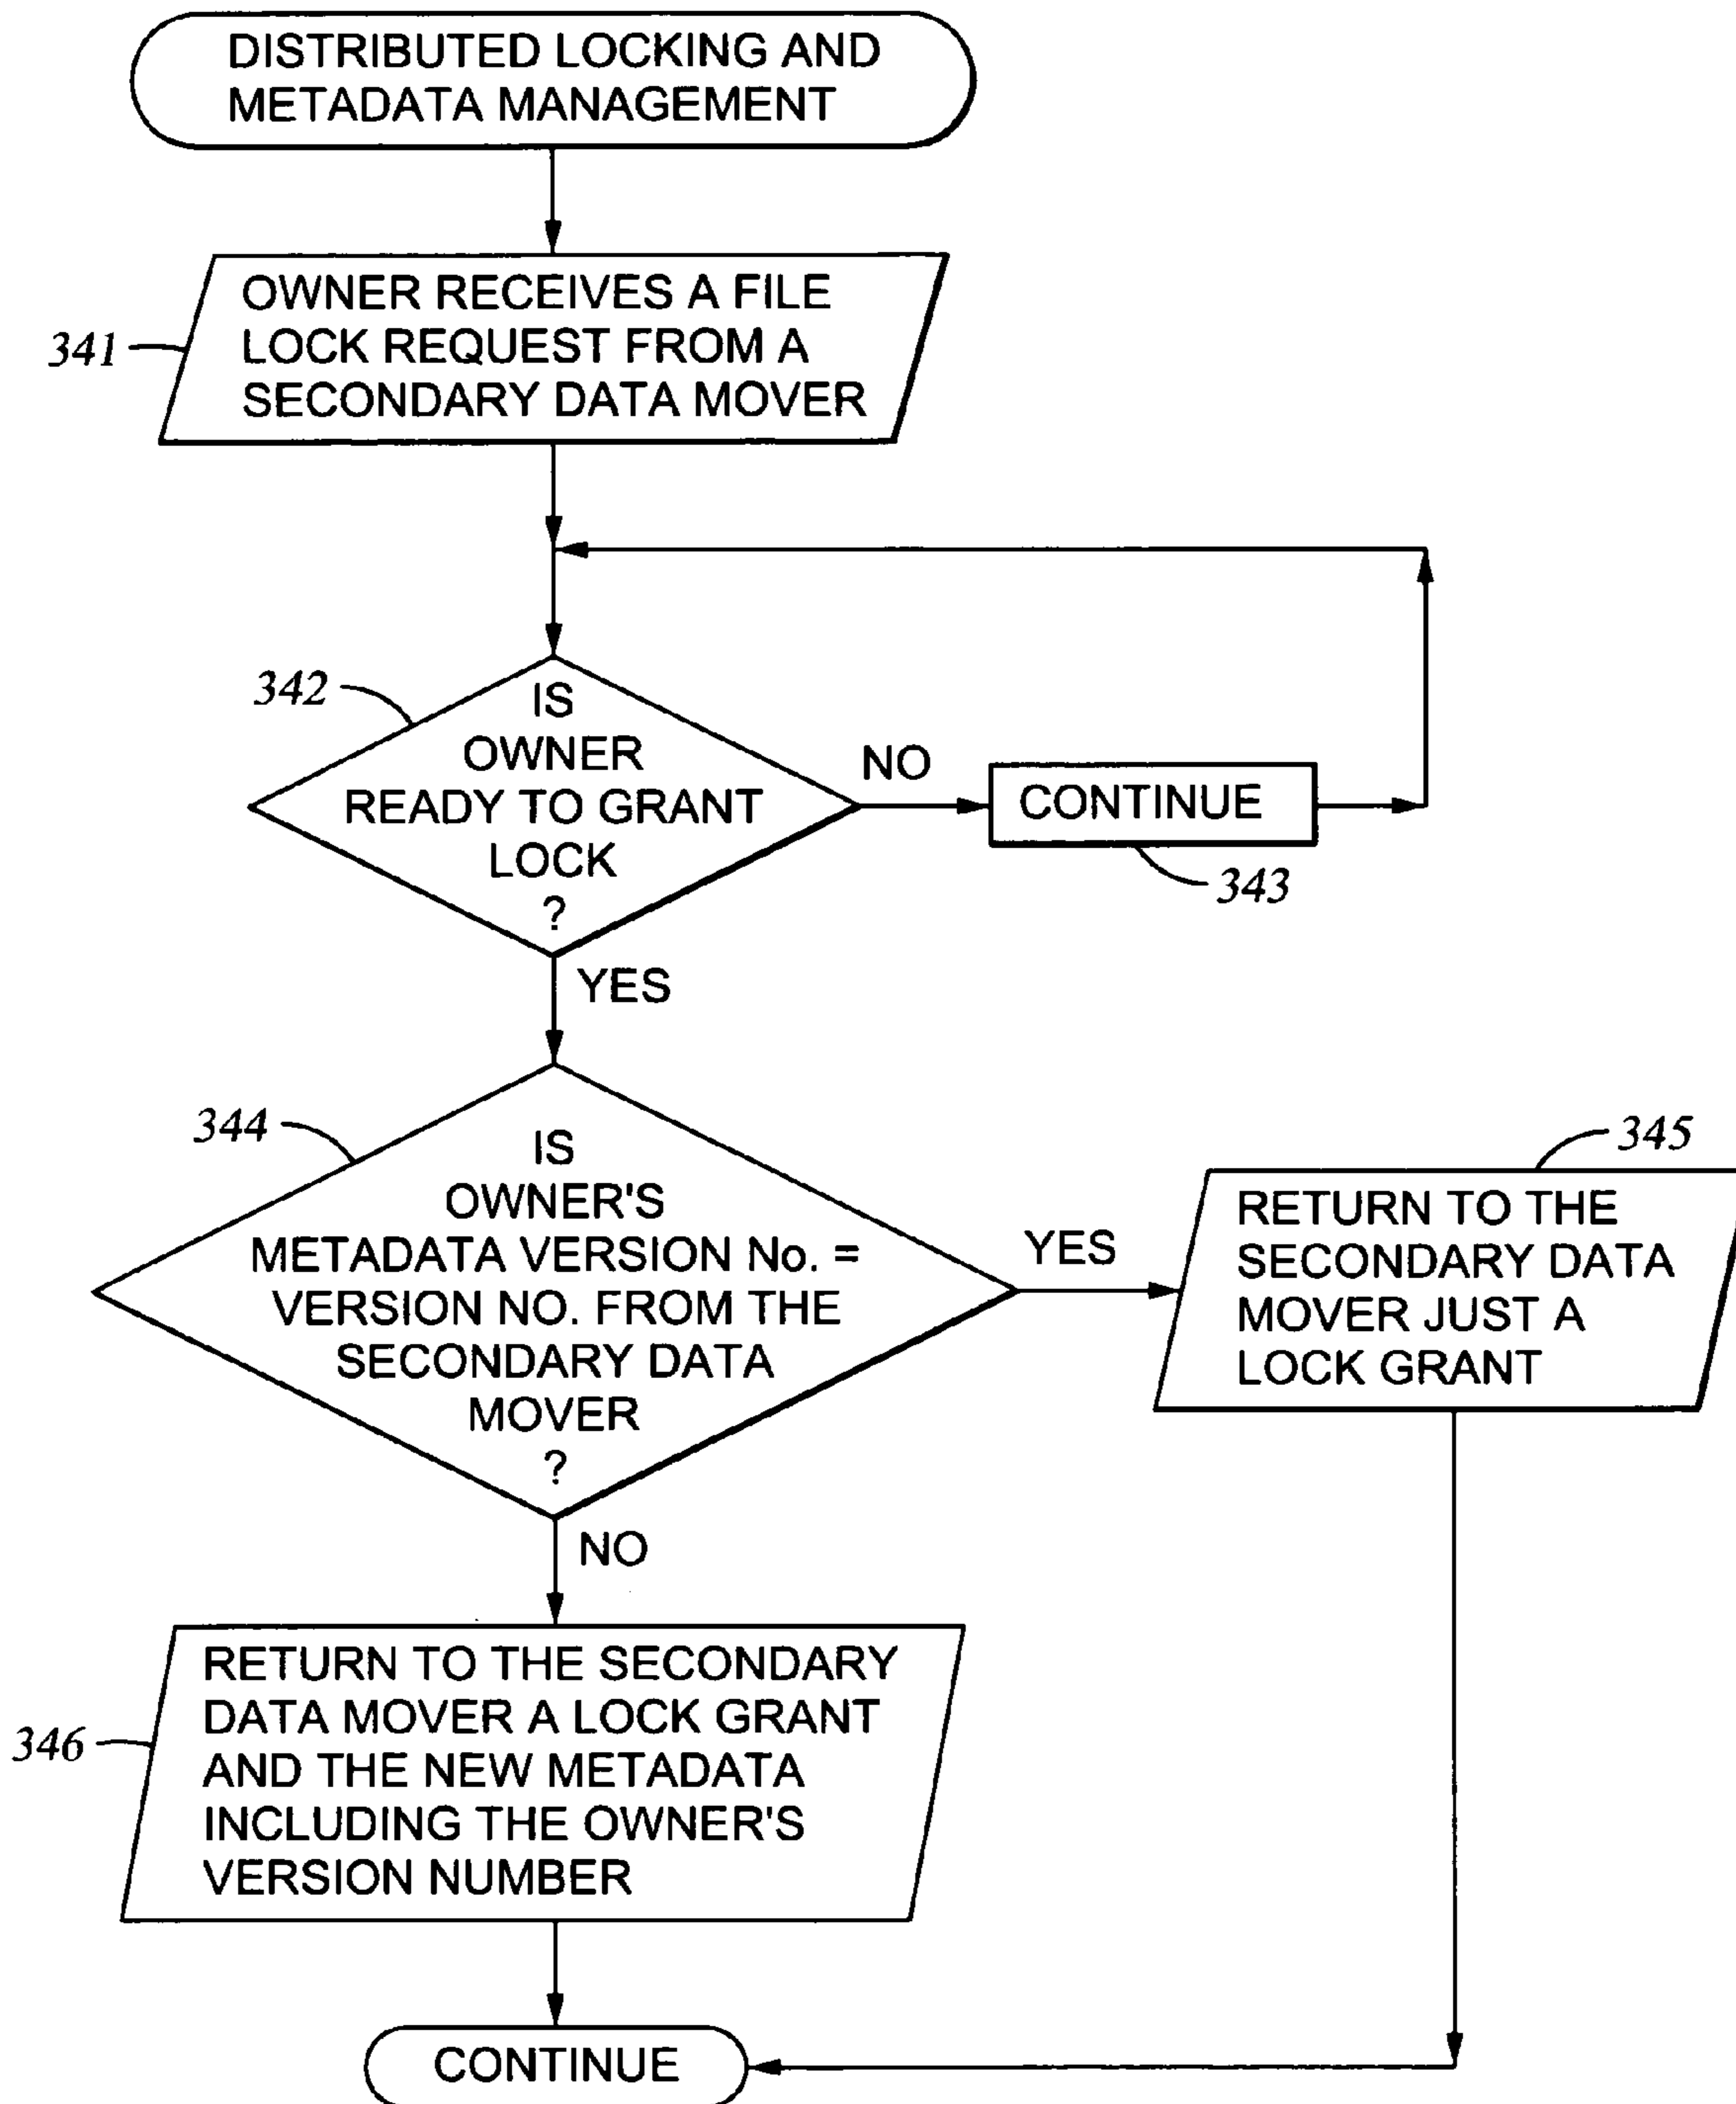 DISTRIBUTED LOCKING AND
METADATA MANAGEMENT
341
OWNER RECEIVES A FILE
LOCK REQUEST FROM A
SECONDARY DATA MOVER
342
IS
OWNER
READY TO GRANT
LOCK
?
NO
CONTINUE
343
YES
344
IS
OWNER'S
METADATA VERSION No. =
VERSION NO. FROM THE
SECONDARY DATA
MOVER
?
YES
345
RETURN TO THE
SECONDARY DATA
MOVER JUST A
LOCK GRANT
NO
346
RETURN TO THE SECONDARY
DATA MOVER A LOCK GRANT
AND THE NEW METADATA
INCLUDING THE OWNER'S
VERSION NUMBER
CONTINUE